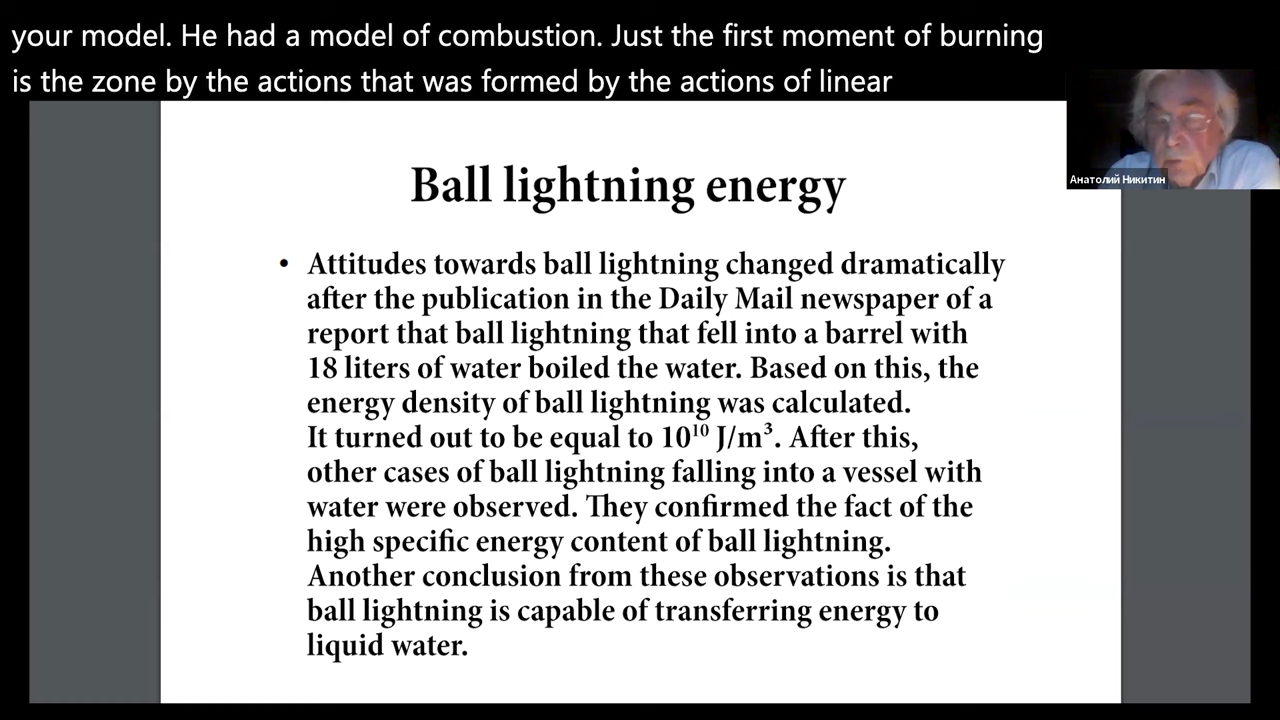 your model. He had a model of combustion. Just the first moment of burning
is the zone by the actions that was formed by the actions of linear
Анатолий Никитин
Ball lightning energy
• Attitudes towards ball lightning changed dramatically
after the publication in the Daily Mail newspaper of a
report that ball lightning that fell into a barrel with
18 liters of water boiled the water. Based on this, the
energy density of ball lightning was calculated.
It turned out to be equal to 10¹⁰ J/m³. After this,
other cases of ball lightning falling into a vessel with
water were observed. They confirmed the fact of the
high specific energy content of ball lightning.
Another conclusion from these observations is that
ball lightning is capable of transferring energy to
liquid water.